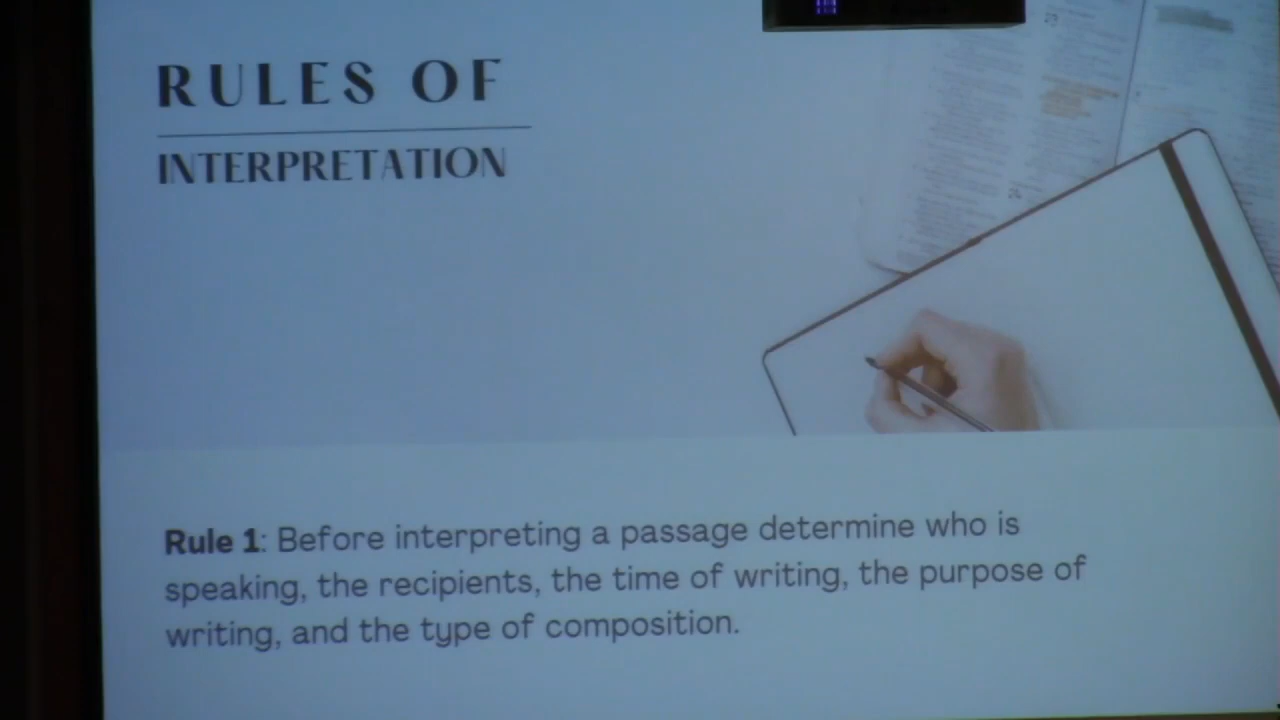 RULES OF
INTERPRETATION
Rule 1: Before interpreting a passage determine who is
speaking, the recipients, the time of writing, the purpose of
writing, and the type of composition.